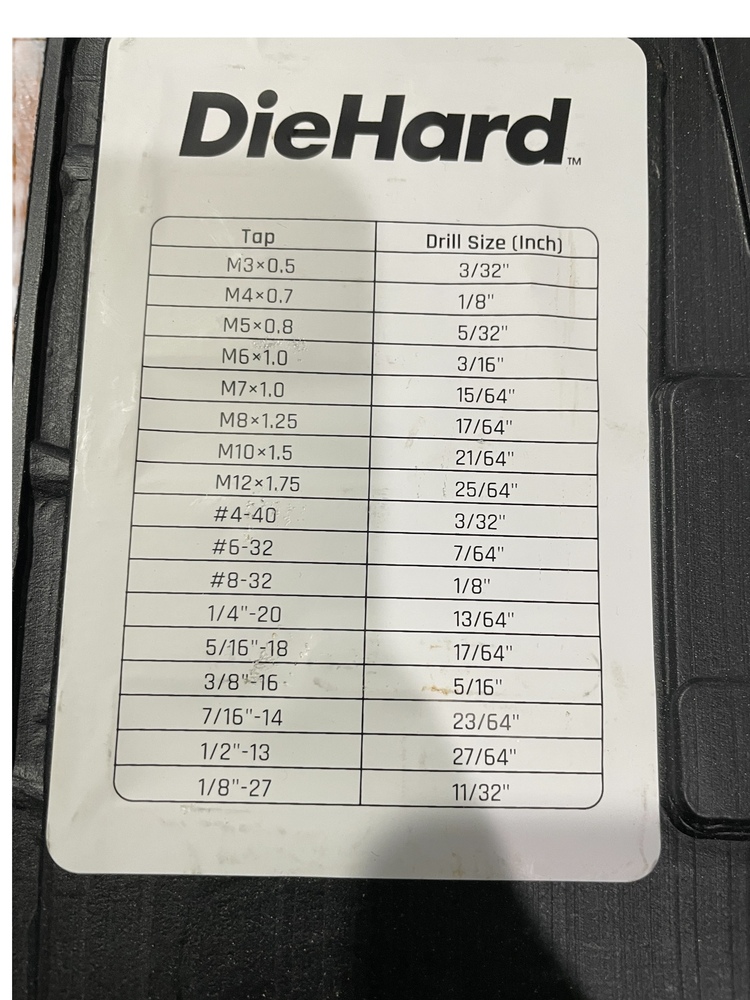 DieHard™
Tap Drill Size (Inch)
M3×0.5 3/32"
M4×0.7 1/8"
M5×0.8 5/32"
M6×1.0 3/16"
M7×1.0 15/64"
M8×1.25 17/64"
M10×1.5 21/64"
M12×1.75 25/64"
#4-40 3/32"
#6-32 7/64"
#8-32 1/8"
1/4"-20 13/64"
5/16"-18 17/64"
3/8"-16 5/16"
7/16"-14 23/64"
1/2"-13 27/64"
1/8"-27 11/32"